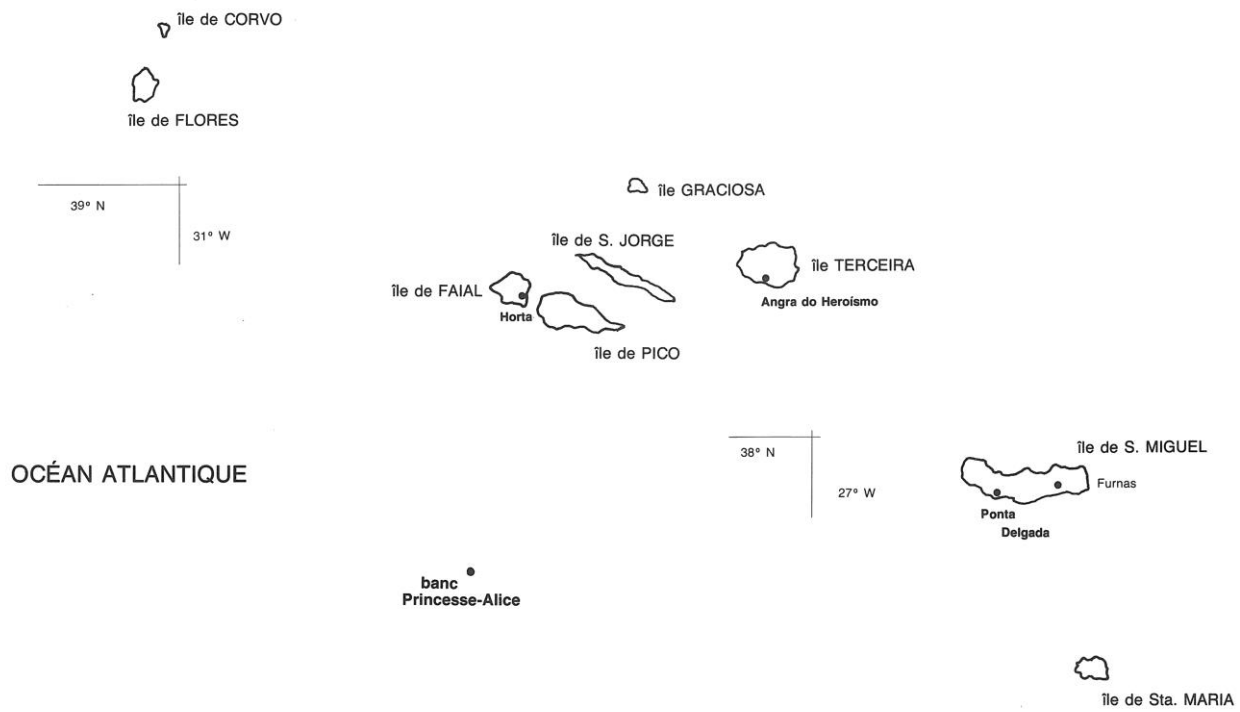 île de CORVO
île de FLORES
39° N
31° W
île GRACIOSA
île de S. JORGE
île TERCEIRA
Angra do Heroísmo
île de FAIAL
Horta
île de PICO
OCÉAN ATLANTIQUE
38° N
27° W
île de S. MIGUEL
Furnas
Ponta
Delgada
banc
Princesse-Alice
île de Sta. MARIA